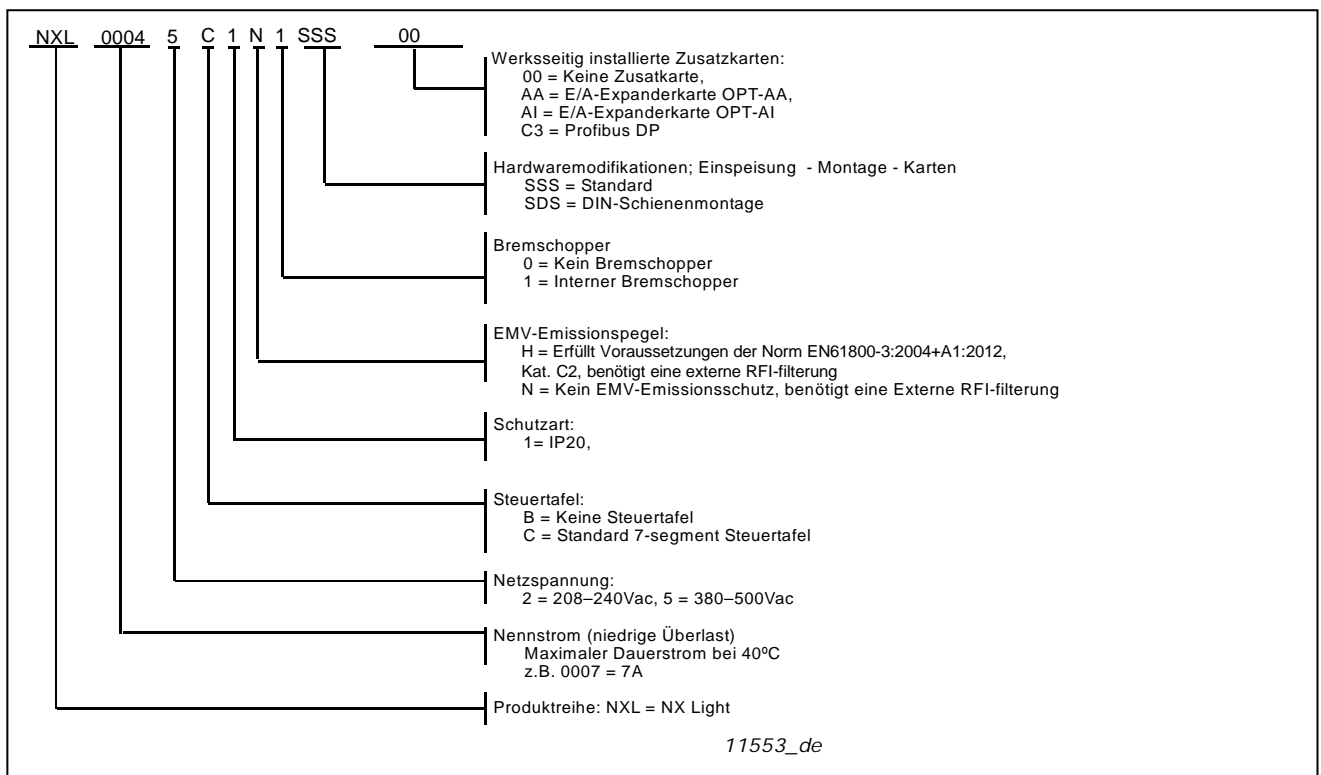 NXL 0004 5 C 1 N 1 SSS 00
Werksseitig installierte Zusatzkarten:
00 = Keine Zusatkarte,
AA = E/A-Expanderkarte OPT-AA,
AI = E/A-Expanderkarte OPT-AI
C3 = Profibus DP
Hardwaremodifikationen; Einspeisung - Montage - Karten
SSS = Standard
SDS = DIN-Schienenmontage
Bremschopper
0 = Kein Bremschopper
1 = Interner Bremschopper
EMV-Emissionspegel:
H = Erfüllt Voraussetzungen der Norm EN61800-3:2004+A1:2012,
Kat. C2, benötigt eine externe RFI-filterung
N = Kein EMV-Emissionsschutz, benötigt eine Externe RFI-filterung
Schutzart:
1= IP20,
Steuertafel:
B = Keine Steuertafel
C = Standard 7-segment Steuertafel
Netzspannung:
2 = 208–240Vac, 5 = 380–500Vac
Nennstrom (niedrige Überlast)
Maximaler Dauerstrom bei 40ºC
z.B. 0007 = 7A
Produktreihe: NXL = NX Light
11553_de